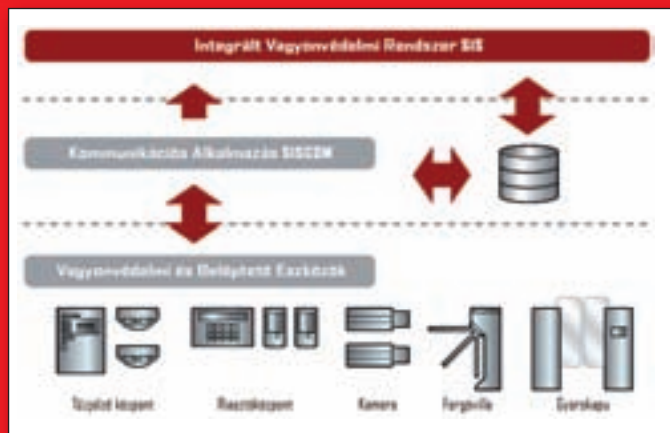 Integrált Vagyonvédelmi Rendszer SIS
Kommunikációs Alkalmazás SISCOM
Vagyonvédelmi és Beléptető Eszközök
Tűzjelző központ
Riasztóközpont
Kamera
Forgóvilla
Gyorskapu